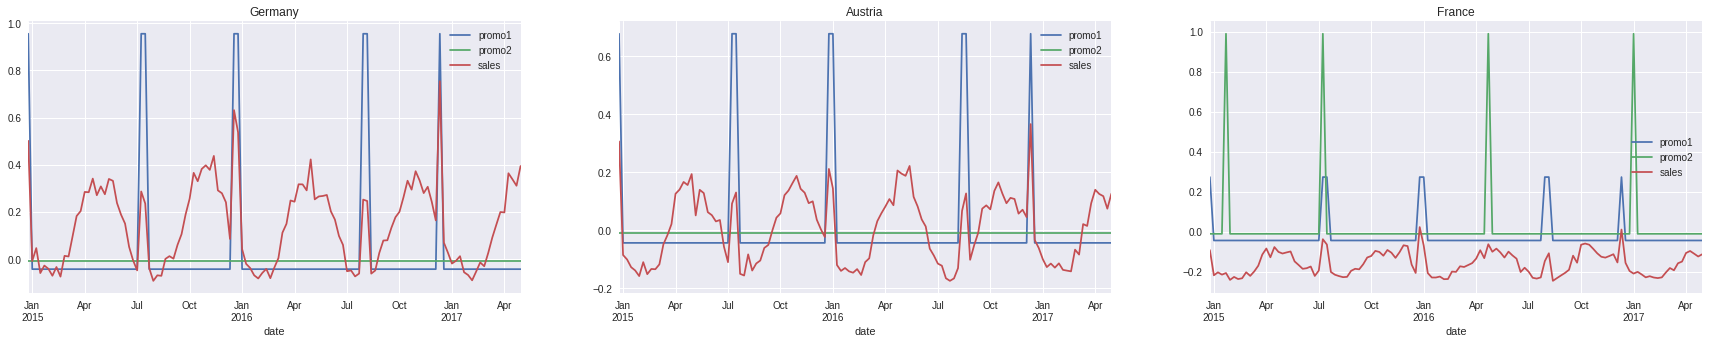 Germany
1.0
0.8
0.6
0.4
0.2
0.0
promo1
promo2
sales
Jan
2015
Apr
Jul
Oct
Jan
2016
Apr
Jul
Oct
Jan
2017
Apr
date
Austria
0.6
0.4
0.2
0.0
−0.2
promo1
promo2
sales
Jan
2015
Apr
Jul
Oct
Jan
2016
Apr
Jul
Oct
Jan
2017
Apr
date
France
1.0
0.8
0.6
0.4
0.2
0.0
−0.2
promo1
promo2
sales
Jan
2015
Apr
Jul
Oct
Jan
2016
Apr
Jul
Oct
Jan
2017
Apr
date